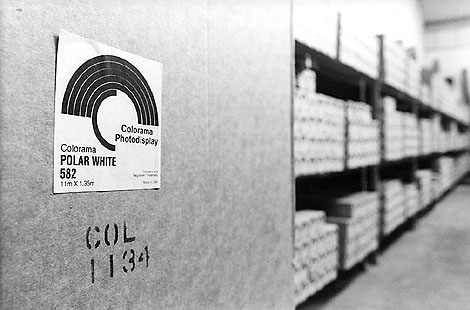 Colorama
Photodisplay
Colorama
POLAR WHITE
582
11m X 1.35m
COL
1134